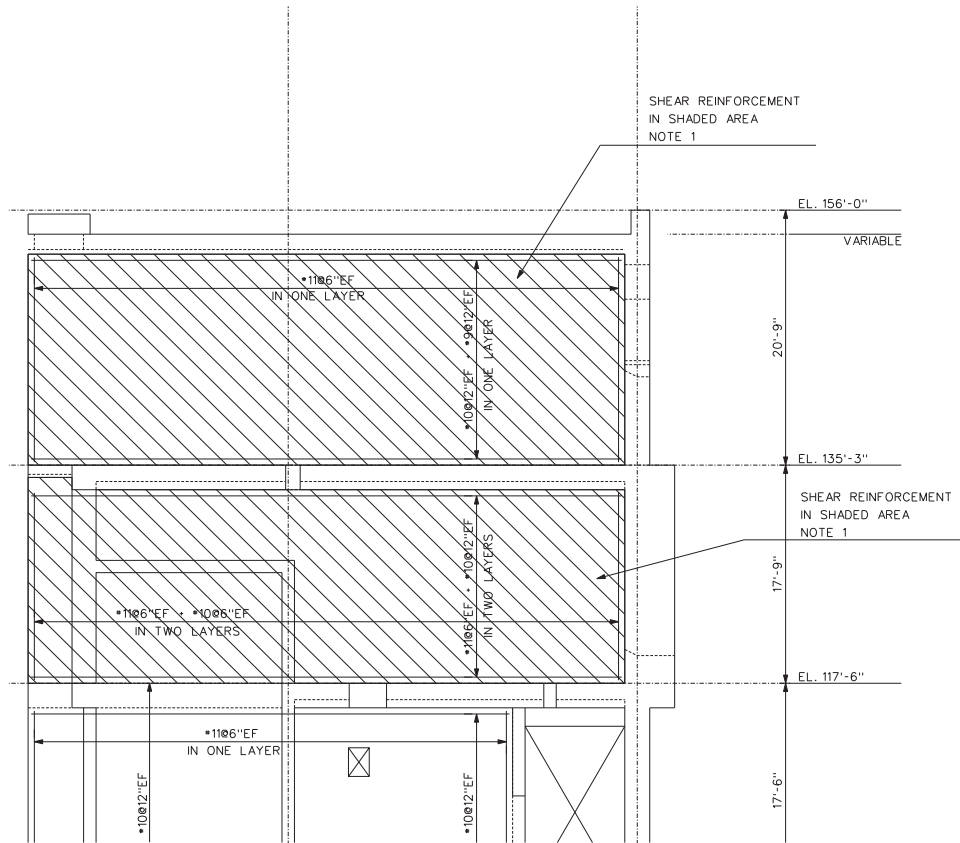 SHEAR REINFORCEMENT
IN SHADED AREA
NOTE 1
EL. 156'-0"
VARIABLE
#11@6"EF
IN ONE LAYER
#10@12"EF + #9@12"EF
IN ONE LAYER
20'-9"
EL. 135'-3"
SHEAR REINFORCEMENT
IN SHADED AREA
NOTE 1
#11@6"EF + #10@12"EF
IN TWO LAYERS
17'-9"
#11@6"EF + #10@6"EF
IN TWO LAYERS
EL. 117'-6"
#11@6"EF
IN ONE LAYER
#10@12"EF
#10@12"EF
17'-6"